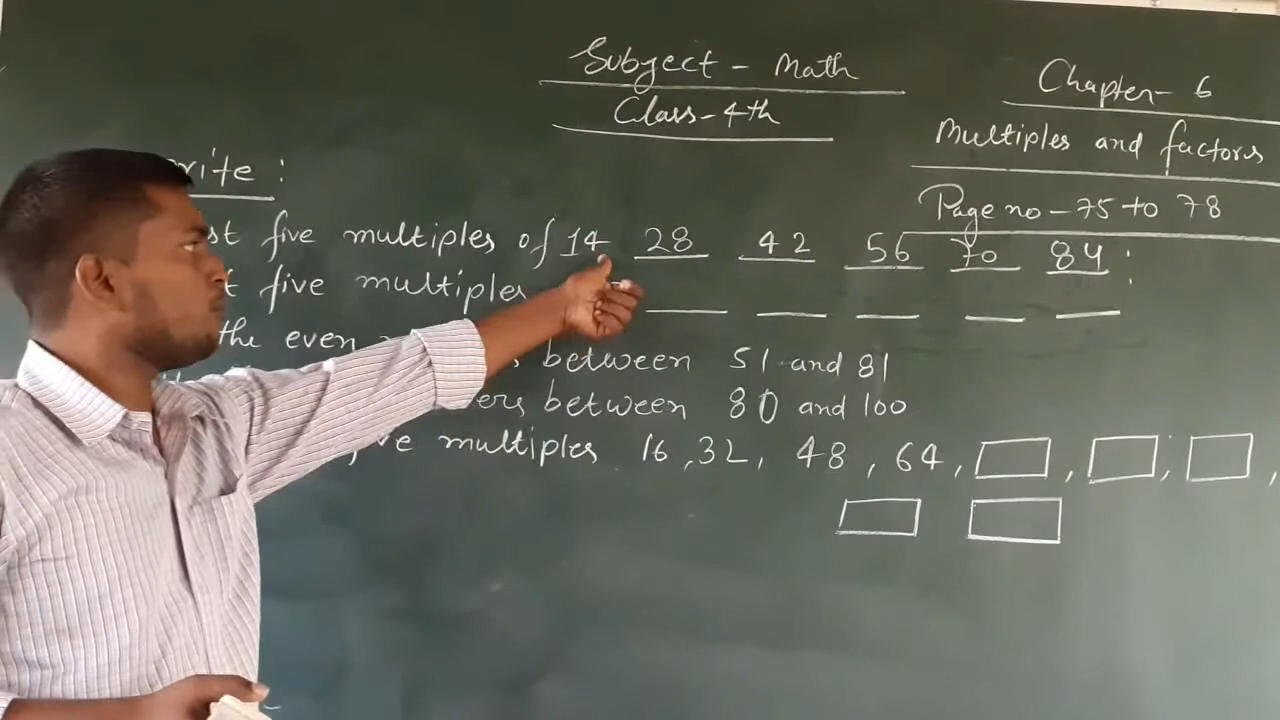 Subject - Math
Class - 4th
Chapter - 6
Multiples and factors
Page no - 75 to 78
rite :
st five multiples of 14 28 42 56 70 84 :
t five multiples
the even between 51 and 81
ers between 80 and 100
ve multiples 16, 32, 48, 64,